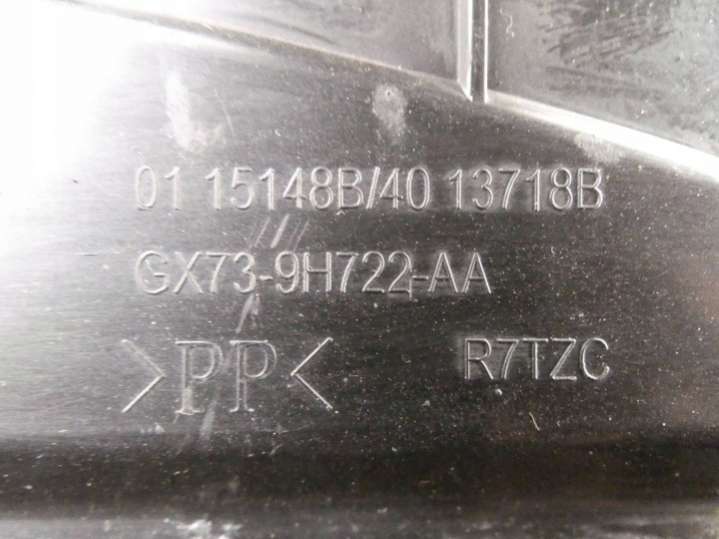 01 15148B/40 13718B
GX73-9H722-AA
>PP< R7TZC